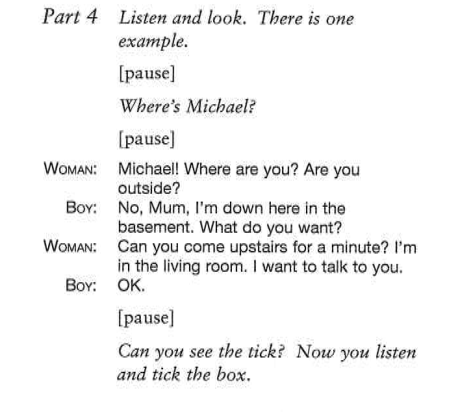 Part 4 Listen and look. There is one
example.
[pause]
Where's Michael?
[pause]
WOMAN: Michael! Where are you? Are you
outside?
BOY: No, Mum, I'm down here in the
basement. What do you want?
WOMAN: Can you come upstairs for a minute? I'm
in the living room. I want to talk to you.
BOY: OK.
[pause]
Can you see the tick? Now you listen
and tick the box.